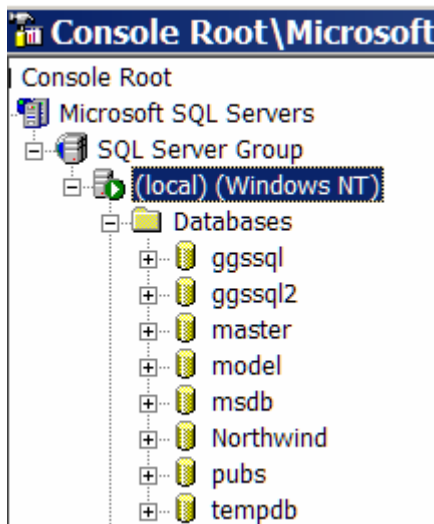 Console Root\Microsoft
Console Root
Microsoft SQL Servers
SQL Server Group
(local) (Windows NT)
Databases
ggssql
ggssql2
master
model
msdb
Northwind
pubs
tempdb